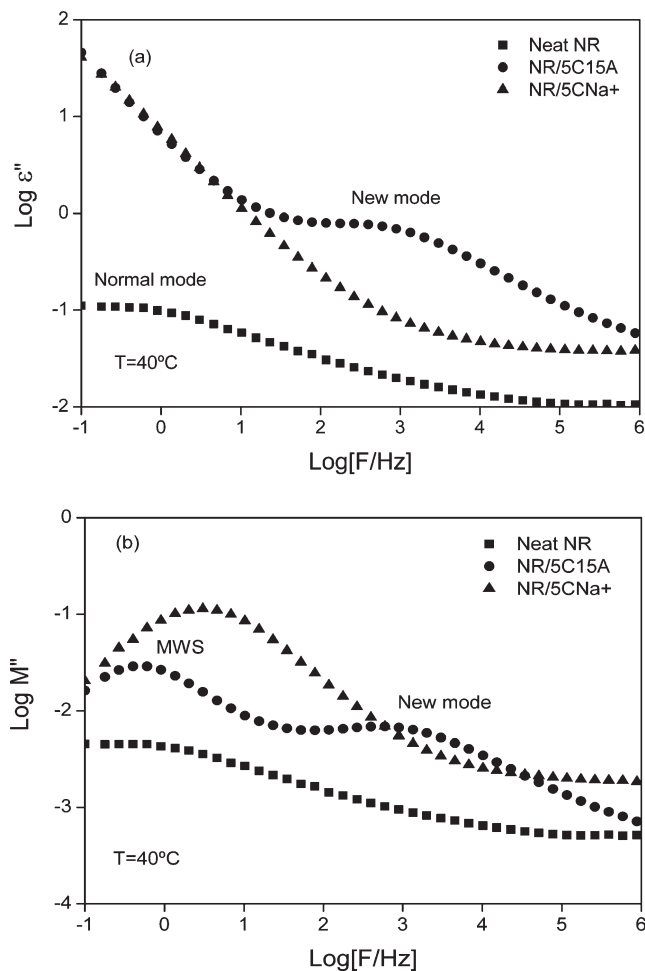 2
(a)
Neat NR
NR/5C15A
NR/5CNa+
1
Log ε"
New mode
0
Normal mode
-1
T=40ºC
-2
-1 0 1 2 3 4 5 6
Log[F/Hz]
0
(b)
Neat NR
NR/5C15A
NR/5CNa+
-1
MWS
Log M"
-2
New mode
-3
T=40ºC
-4
-1 0 1 2 3 4 5 6
Log[F/Hz]